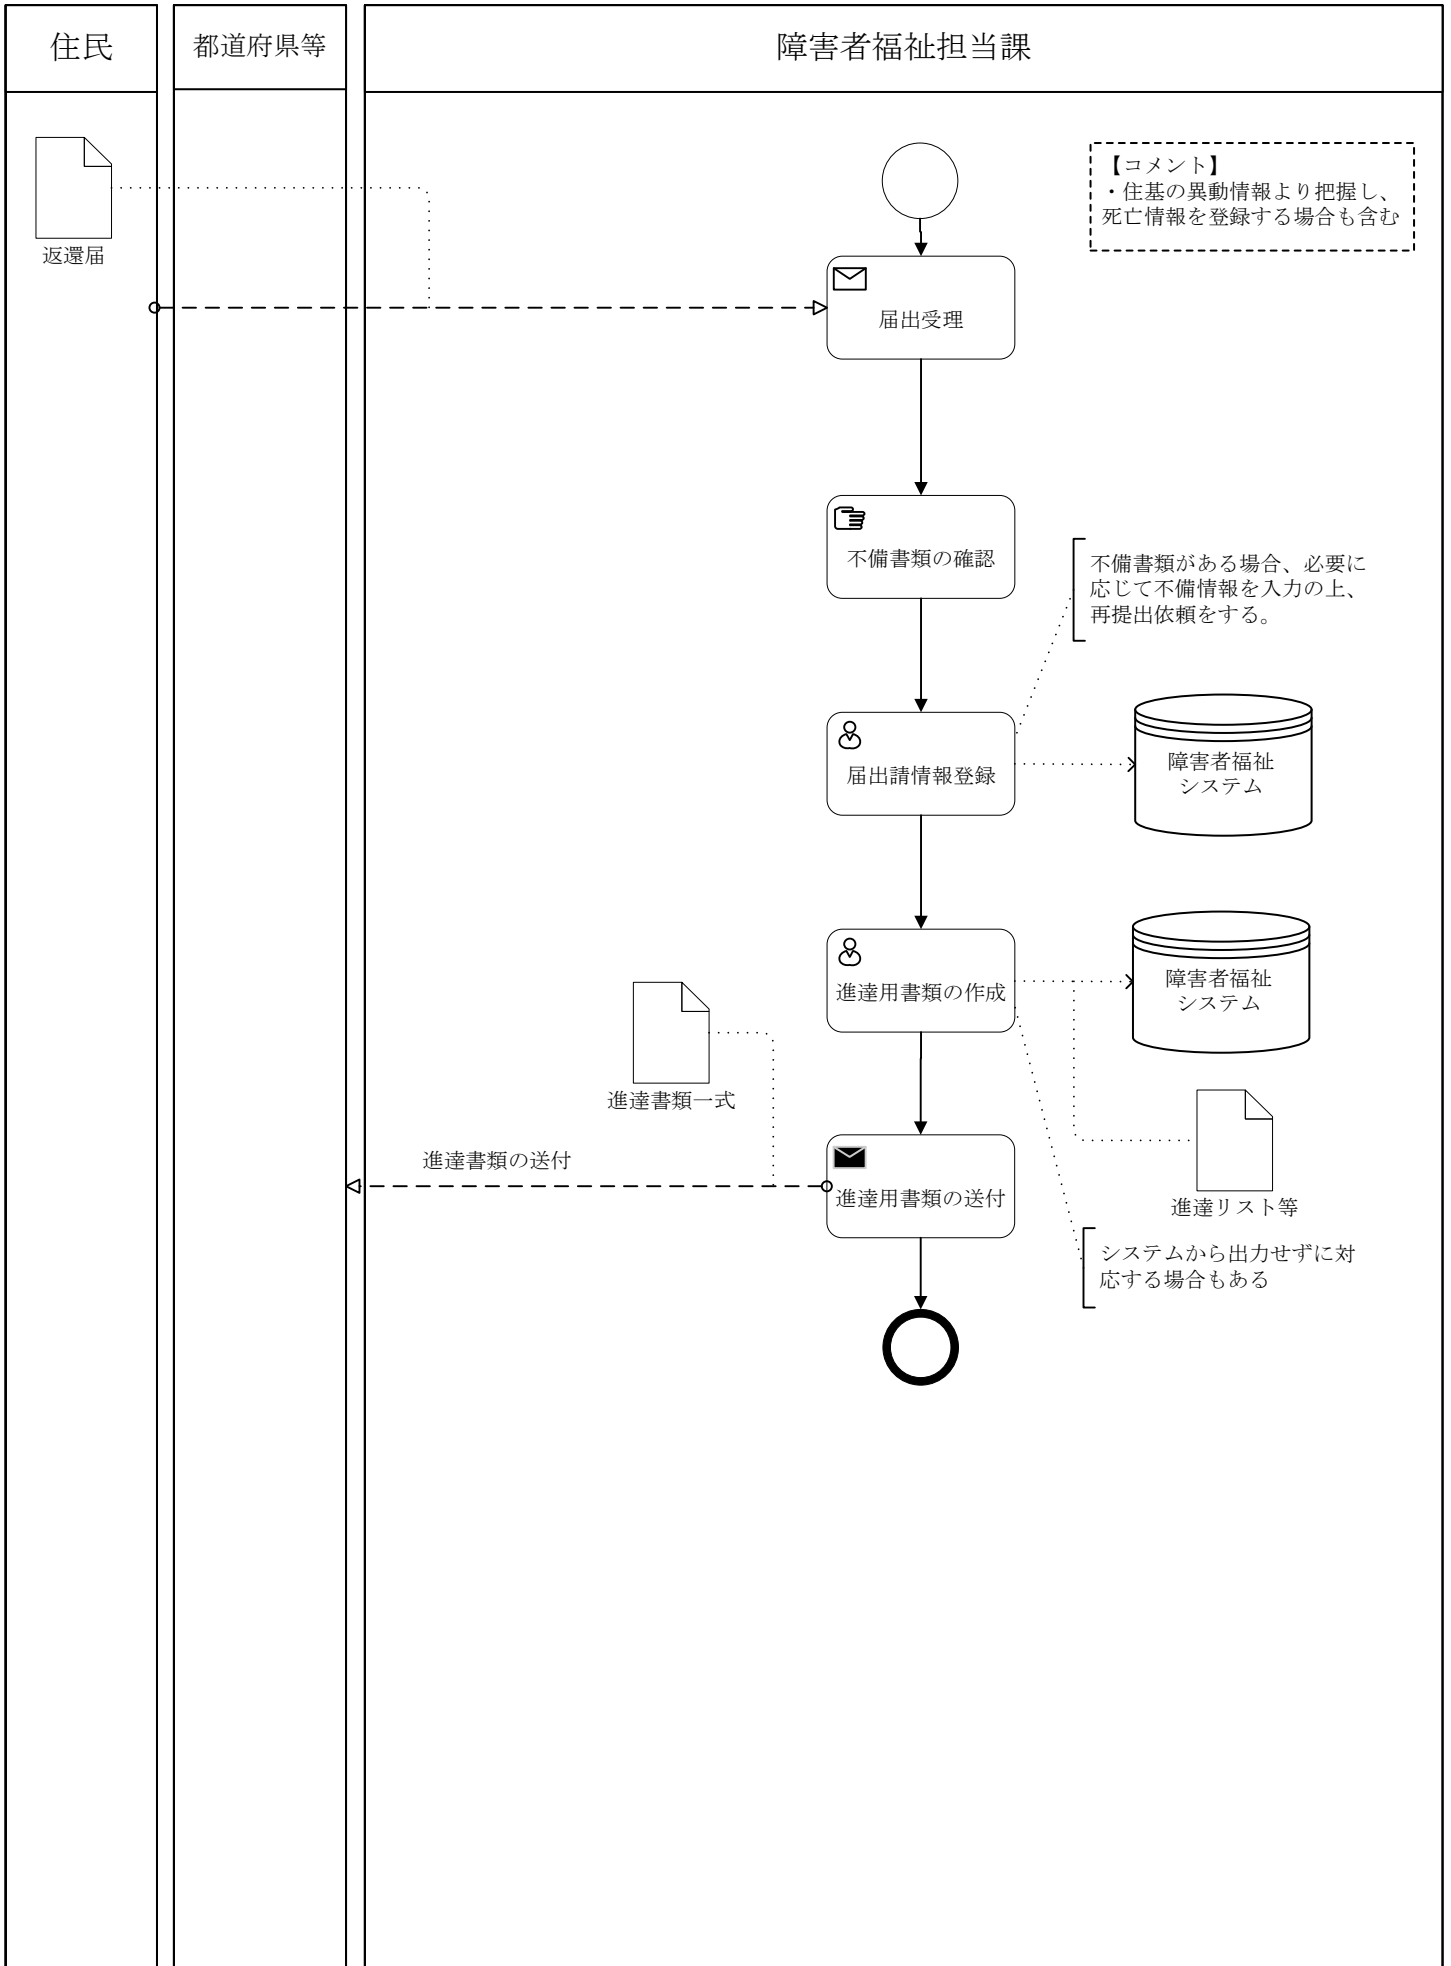 住民
都道府県等
障害者福祉担当課
【コメント】
・住基の異動情報より把握し、
死亡情報を登録する場合も含む
返還届
届出受理
不備書類の確認
不備書類がある場合、必要に
応じて不備情報を入力の上、
再提出依頼をする。
届出請情報登録
障害者福祉
システム
進達用書類の作成
障害者福祉
システム
進達書類一式
進達書類の送付
進達用書類の送付
進達リスト等
システムから出力せずに対
応する場合もある